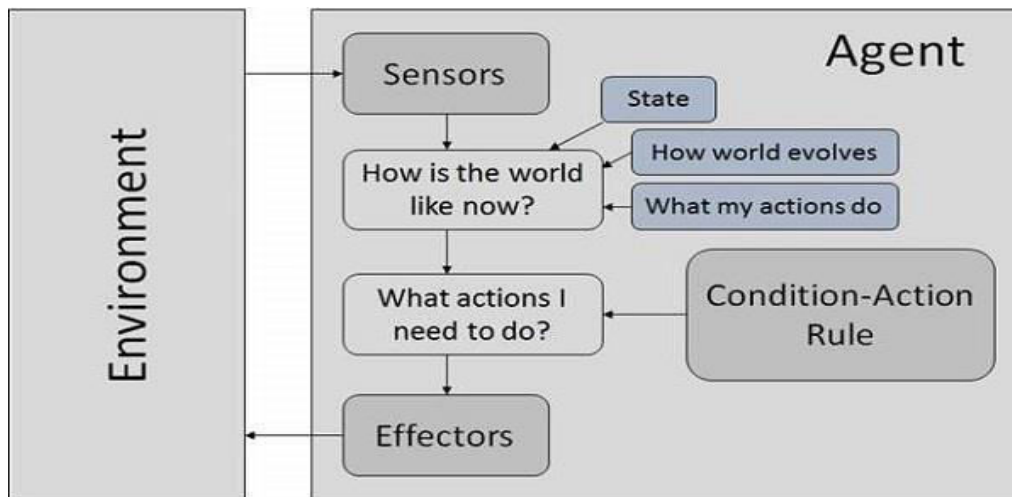 Environment
Agent
Sensors
State
How is the world
like now?
How world evolves
What my actions do
What actions I
need to do?
Condition-Action
Rule
Effectors